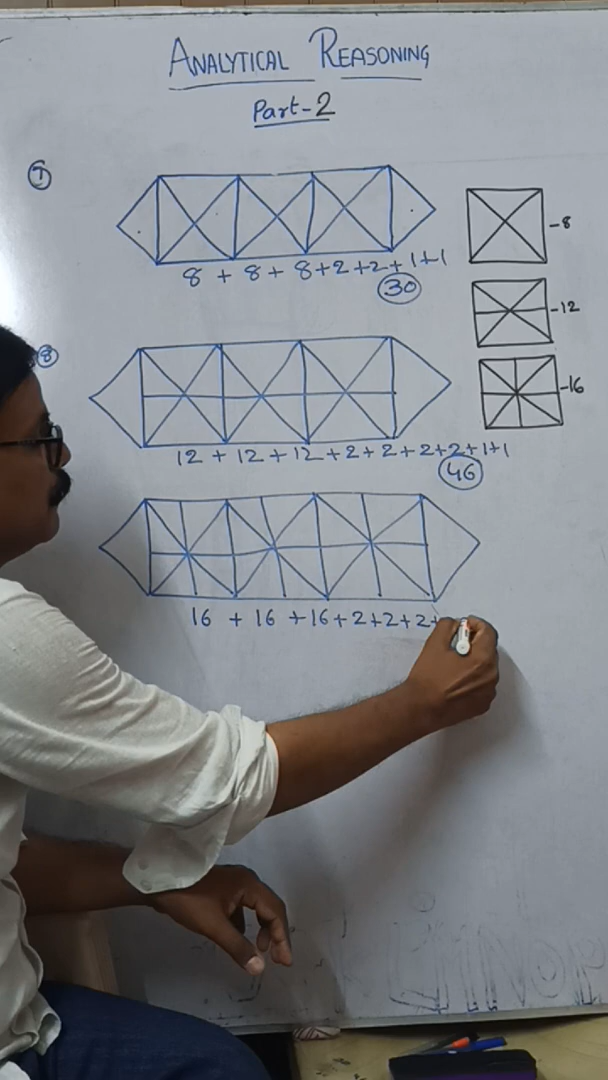 ANALYTICAL REASONING
Part-2
7
8 + 8 + 8 + 2 + 2 + 1 + 1
30
-8
-12
8
-16
12 + 12 + 12 + 2 + 2 + 2 + 2 + 1 + 1
46
16 + 16 + 16 + 2 + 2 + 2 +